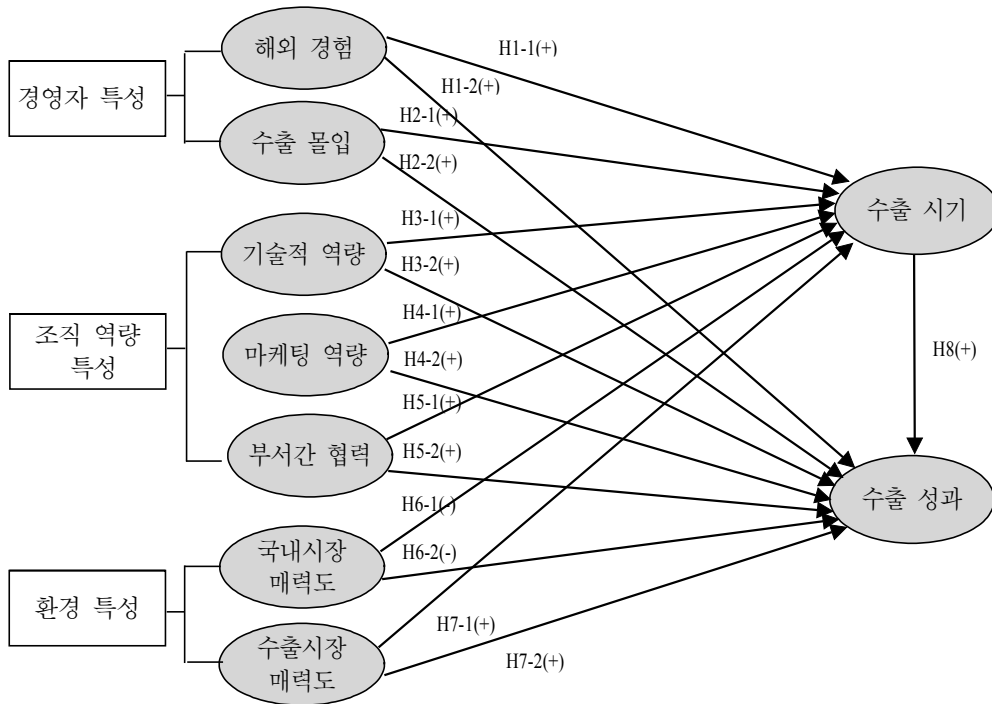 해외 경험
H1-1(+)
H1-2(+)
경영자 특성
수출 몰입
H2-1(+)
H2-2(+)
수출 시기
기술적 역량
H3-1(+)
H3-2(+)
조직 역량
특성
마케팅 역량
H4-1(+)
H4-2(+)
H8(+)
부서간 협력
H5-1(+)
H5-2(+)
수출 성과
국내시장
매력도
H6-1(-)
H6-2(-)
환경 특성
수출시장
매력도
H7-1(+)
H7-2(+)